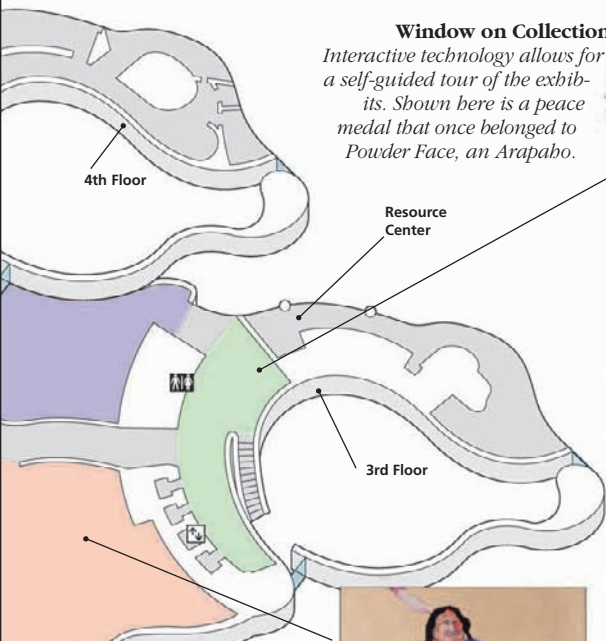 Window on Collection
Interactive technology allows for
a self-guided tour of the exhib-
its. Shown here is a peace
medal that once belonged to
Powder Face, an Arapaho.
4th Floor
Resource
Center
3rd Floor